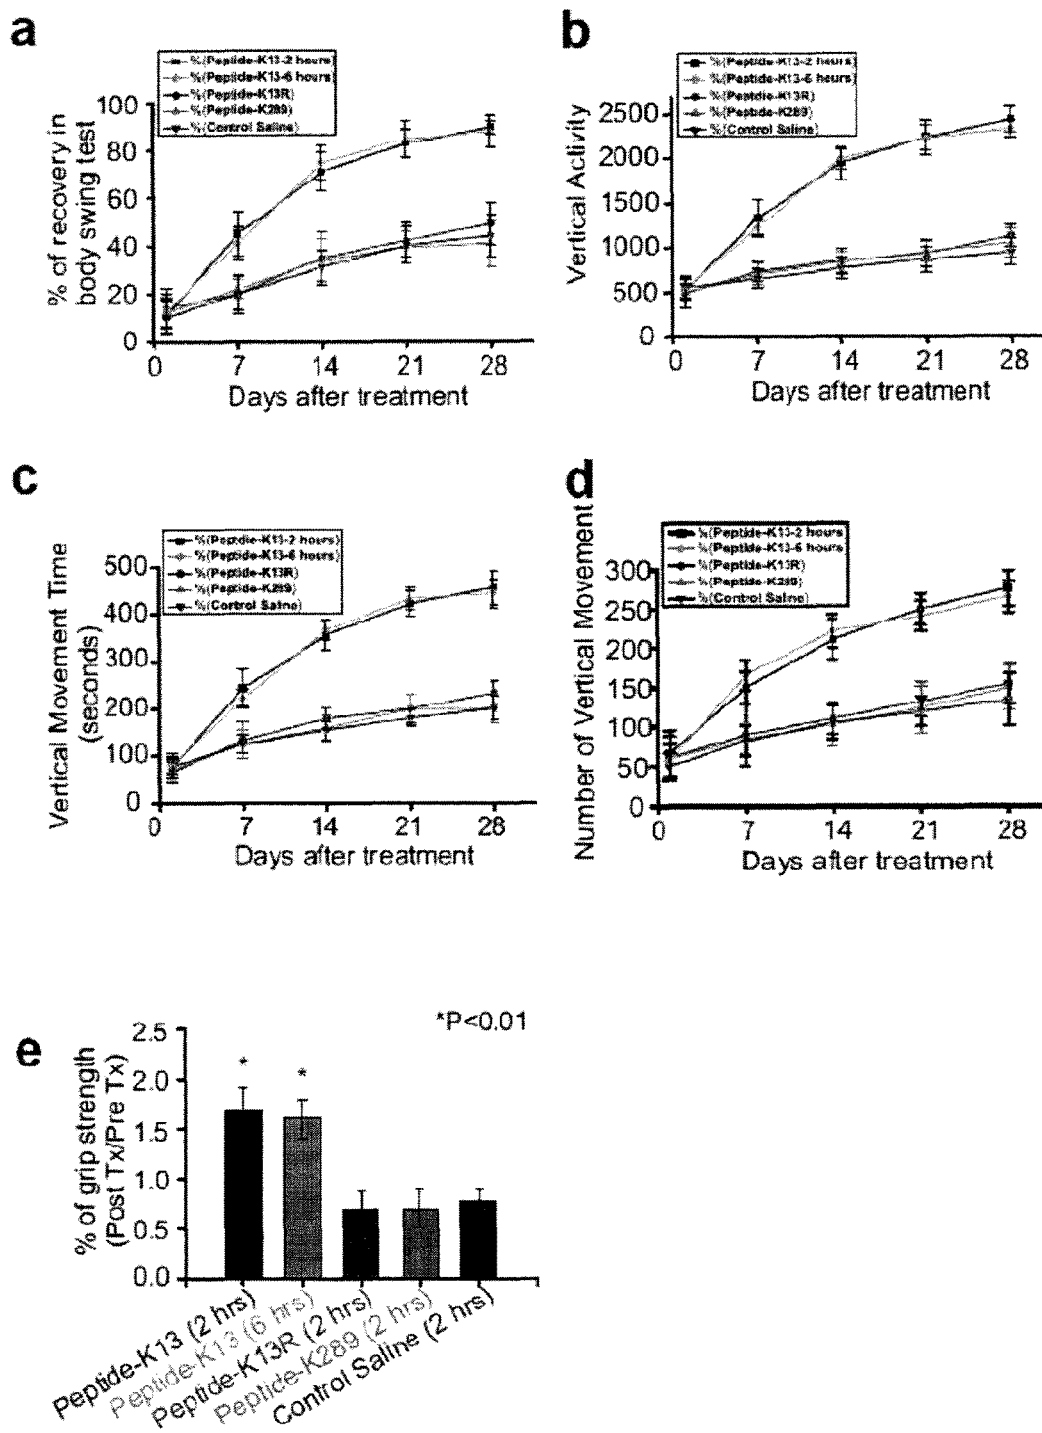 a
%(Peptide-K13-2 hours)
%(Peptide-K13-6 hours)
%(Peptide-K13R)
%(Peptide-K289)
%(Control Saline)
100
80
60
40
20
0
% of recovery in
body swing test
0 7 14 21 28
Days after treatment
b
%(Peptide-K13-2 hours)
%(Peptide-K13-6 hours)
%(Peptide-K13R)
%(Peptide-K289)
%(Control Saline)
2500
2000
1500
1000
500
0
Vertical Activity
0 7 14 21 28
Days after treatment
c
%(Peptide-K13-2 hours)
%(Peptide-K13-6 hours)
%(Peptide-K13R)
%(Peptide-K289)
%(Control Saline)
500
400
300
200
100
0
Vertical Movement Time
(seconds)
0 7 14 21 28
Days after treatment
d
%(Peptide-K13-2 hours)
%(Peptide-K13-6 hours)
%(Peptide-K13R)
%(Peptide-K289)
%(Control Saline)
300
250
200
150
100
50
0
Number of Vertical Movement
0 7 14 21 28
Days after treatment
e
*P<0.01
2.5
2.0
1.5
1.0
0.5
0.0
% of grip strength
(Post Tx/Pre Tx)
*
*
Peptide-K13 (2 hrs)
Peptide-K13 (6 hrs)
Peptide-K13R (2 hrs)
Peptide-K289 (2 hrs)
Control Saline (2 hrs)